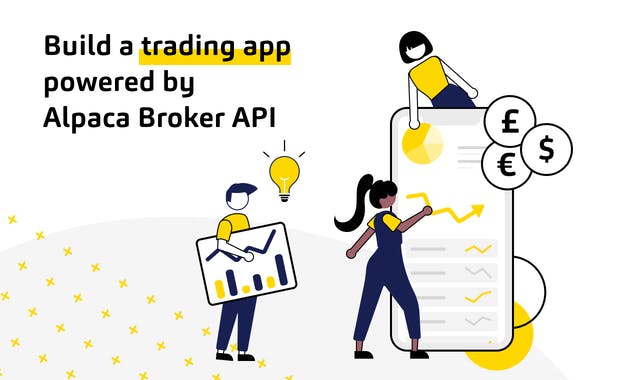 Build a trading app
powered by
Alpaca Broker API
£
€
$